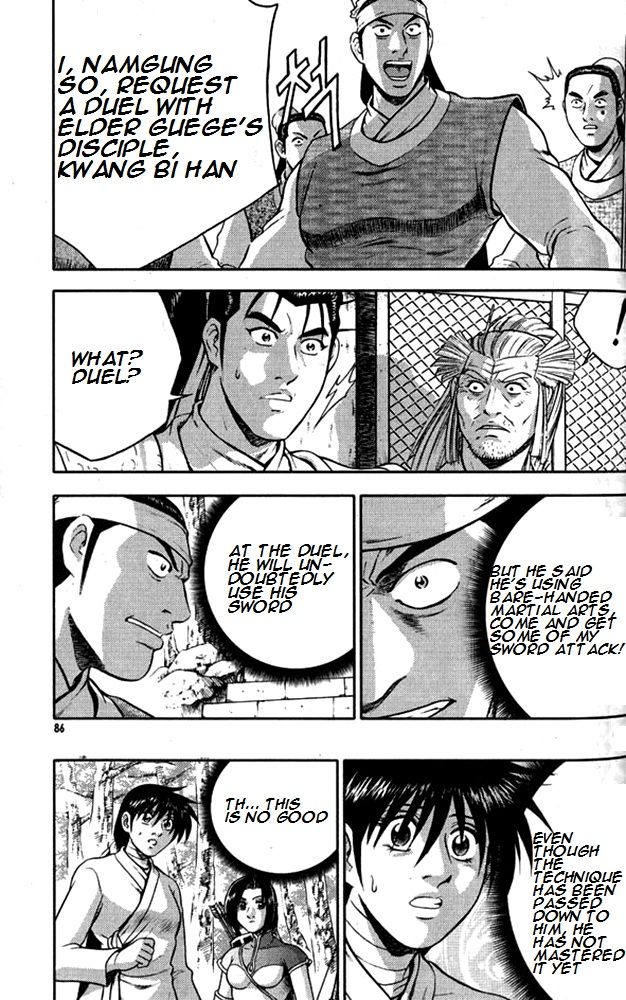 I, NAMGUNG
SO, REQUEST
A DUEL WITH
ELDER GUEGE'S
DISCIPLE,
KWANG BI HAN
!
WHAT?
DUEL?
AT THE DUEL,
HE WILL UN-
DOUBTEDLY
USE HIS
SWORD
BUT HE SAID
HE'S USING
BARE-HANDED
MARTIAL ARTS,
COME AND GET
SOME OF MY
SWORD ATTACK!
86
TH... THIS
IS NO GOOD
EVEN
THOUGH
THE
TECHNIQUE
HAS BEEN
PASSED
DOWN TO
HIM, HE
HAS NOT
MASTERED
IT YET